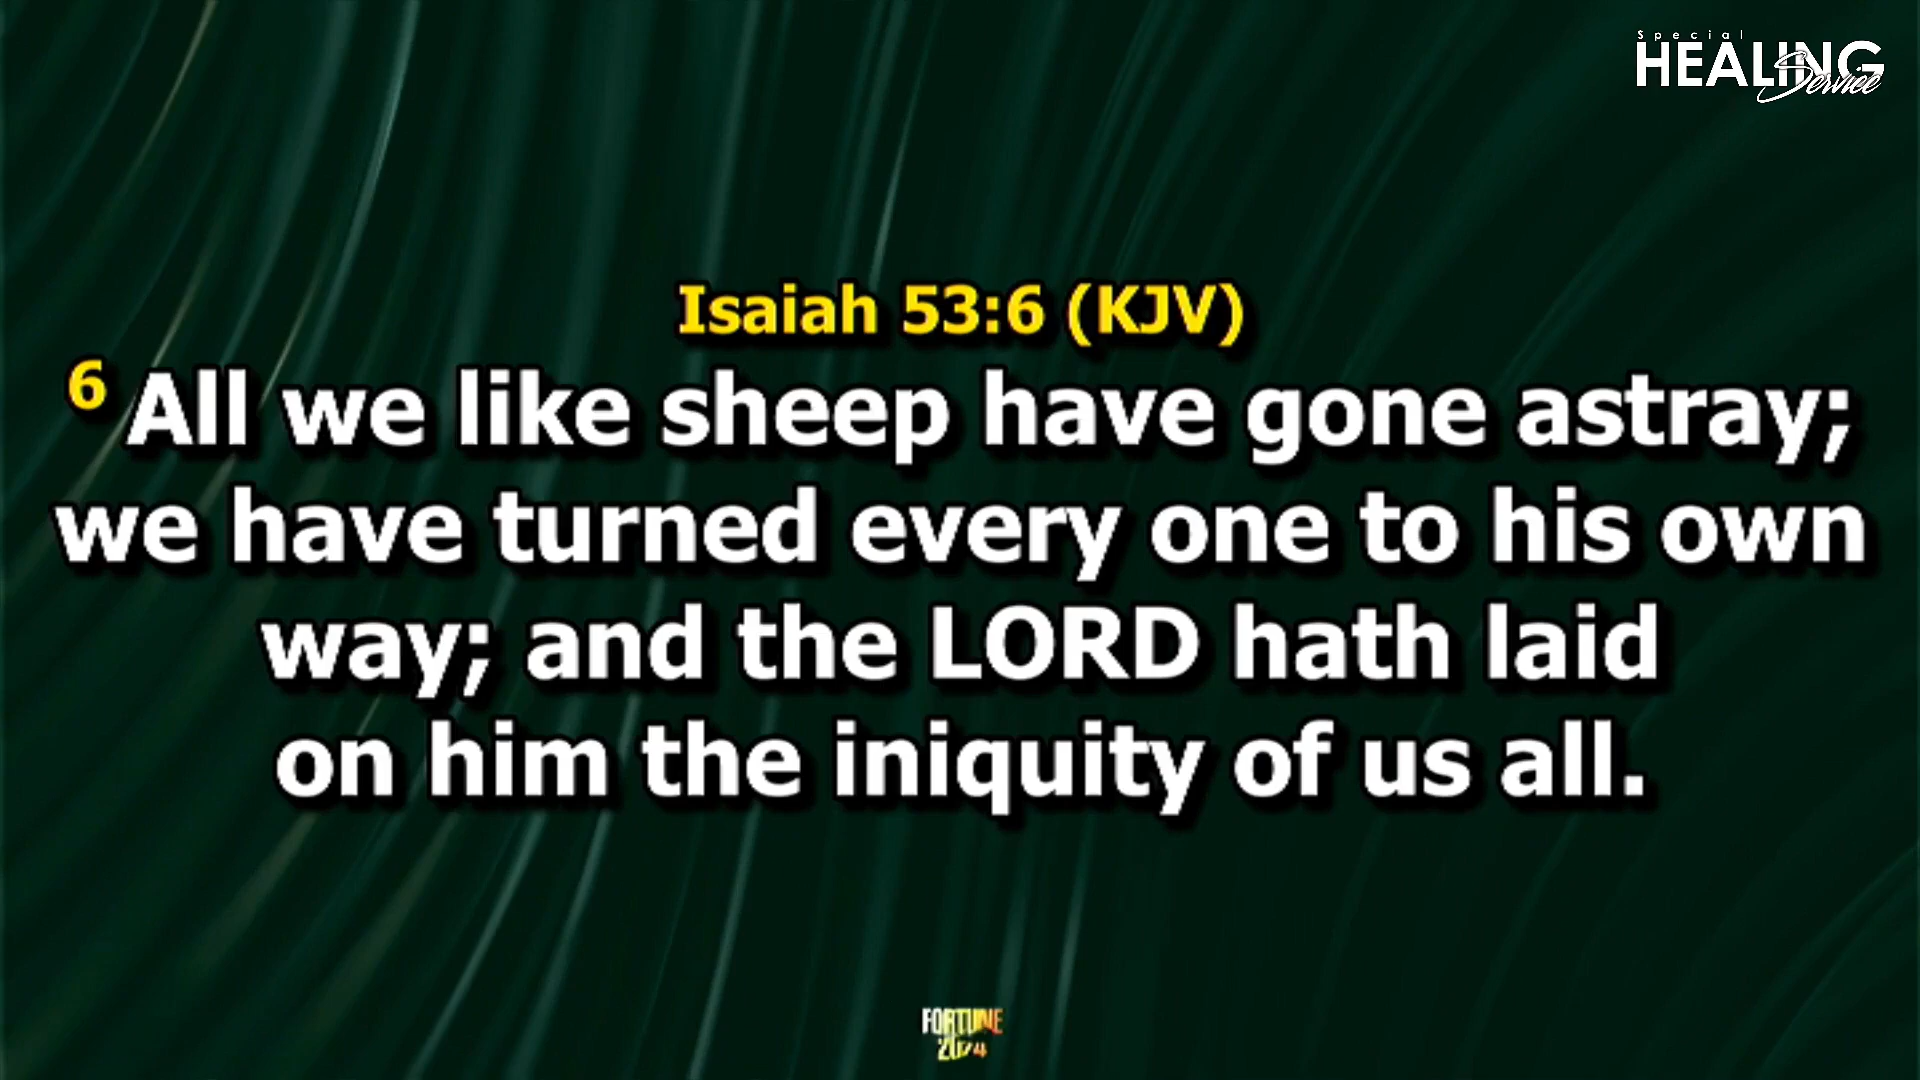 Special
HEALING
Service
Isaiah 53:6 (KJV)
6 All we like sheep have gone astray;
we have turned every one to his own
way; and the LORD hath laid
on him the iniquity of us all.
FORTUNE
2024